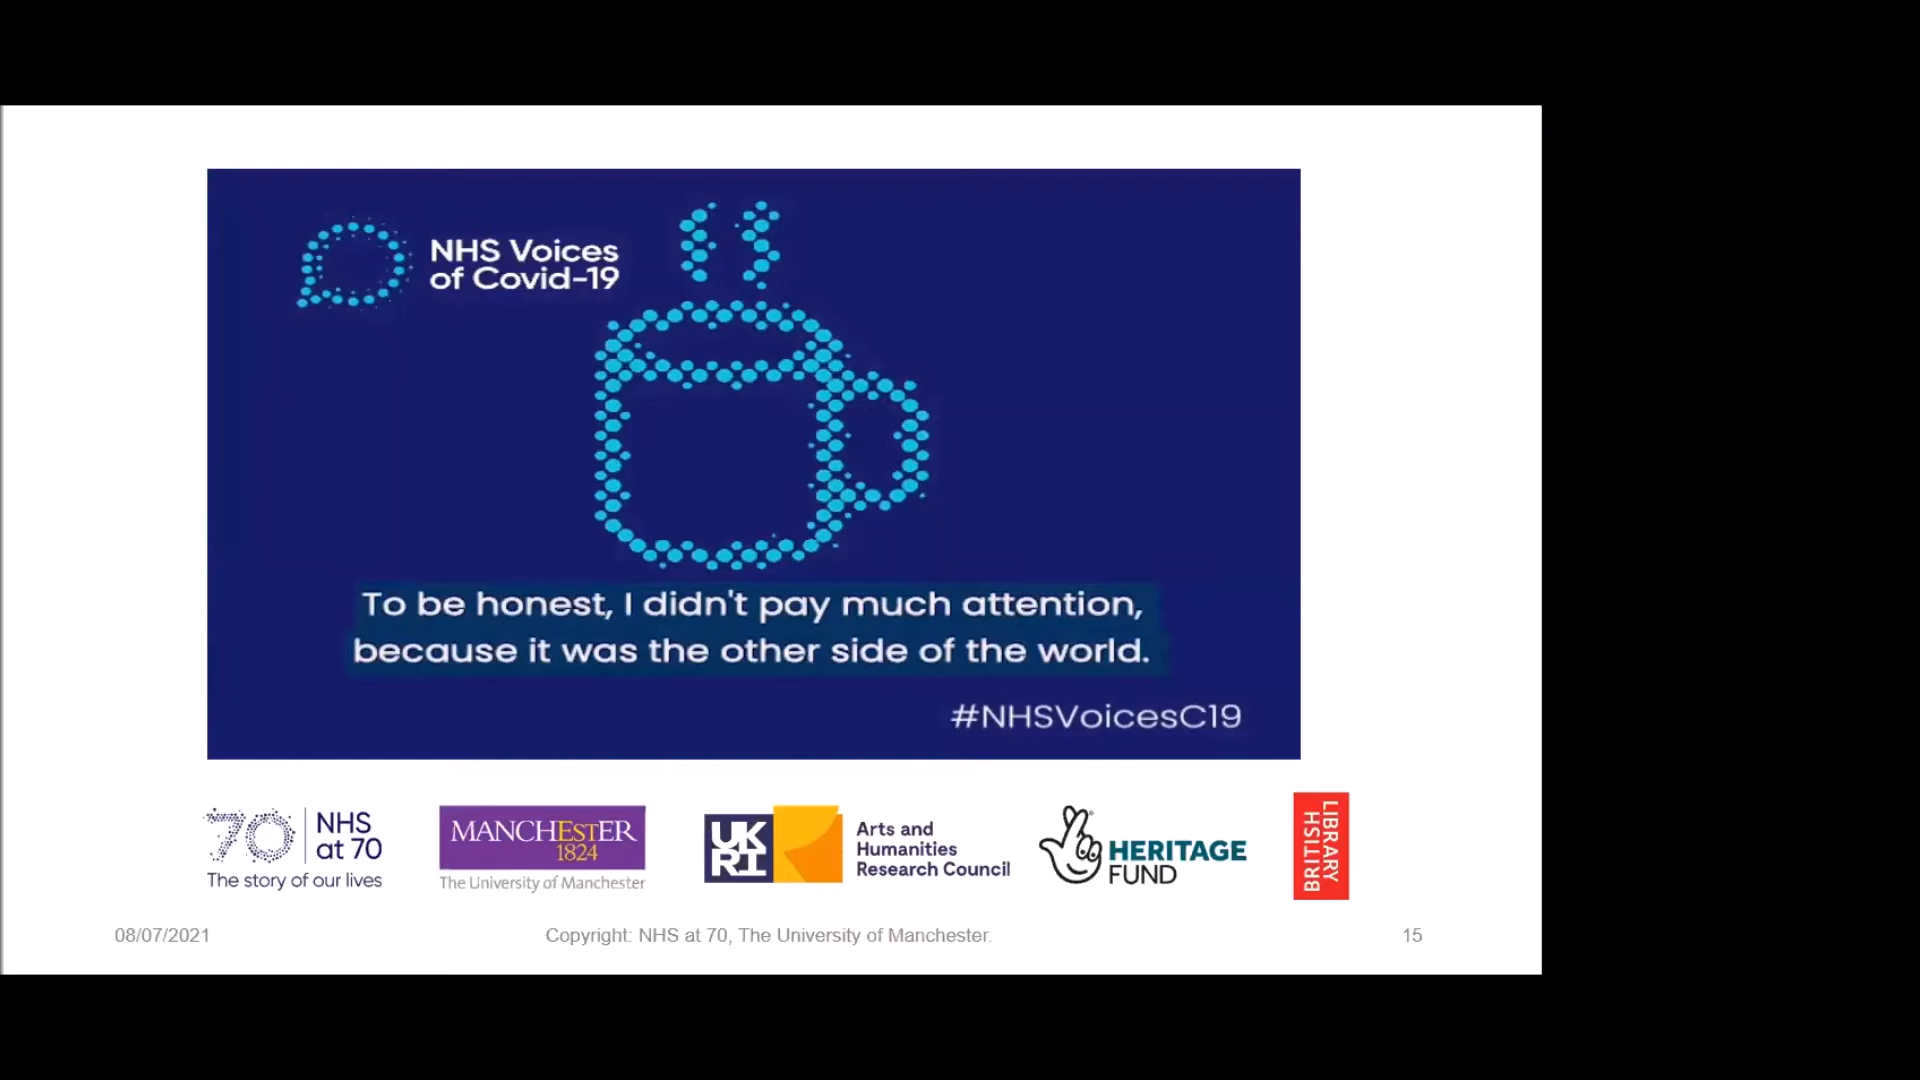 NHS Voices
of Covid-19
To be honest, I didn't pay much attention,
because it was the other side of the world.
#NHSVoicesC19
70
NHS
at 70
The story of our lives
MANCHESTER
1824
The University of Manchester
UK
RI
Arts and
Humanities
Research Council
HERITAGE
FUND
BRITISH
LIBRARY
08/07/2021
Copyright: NHS at 70, The University of Manchester.
15